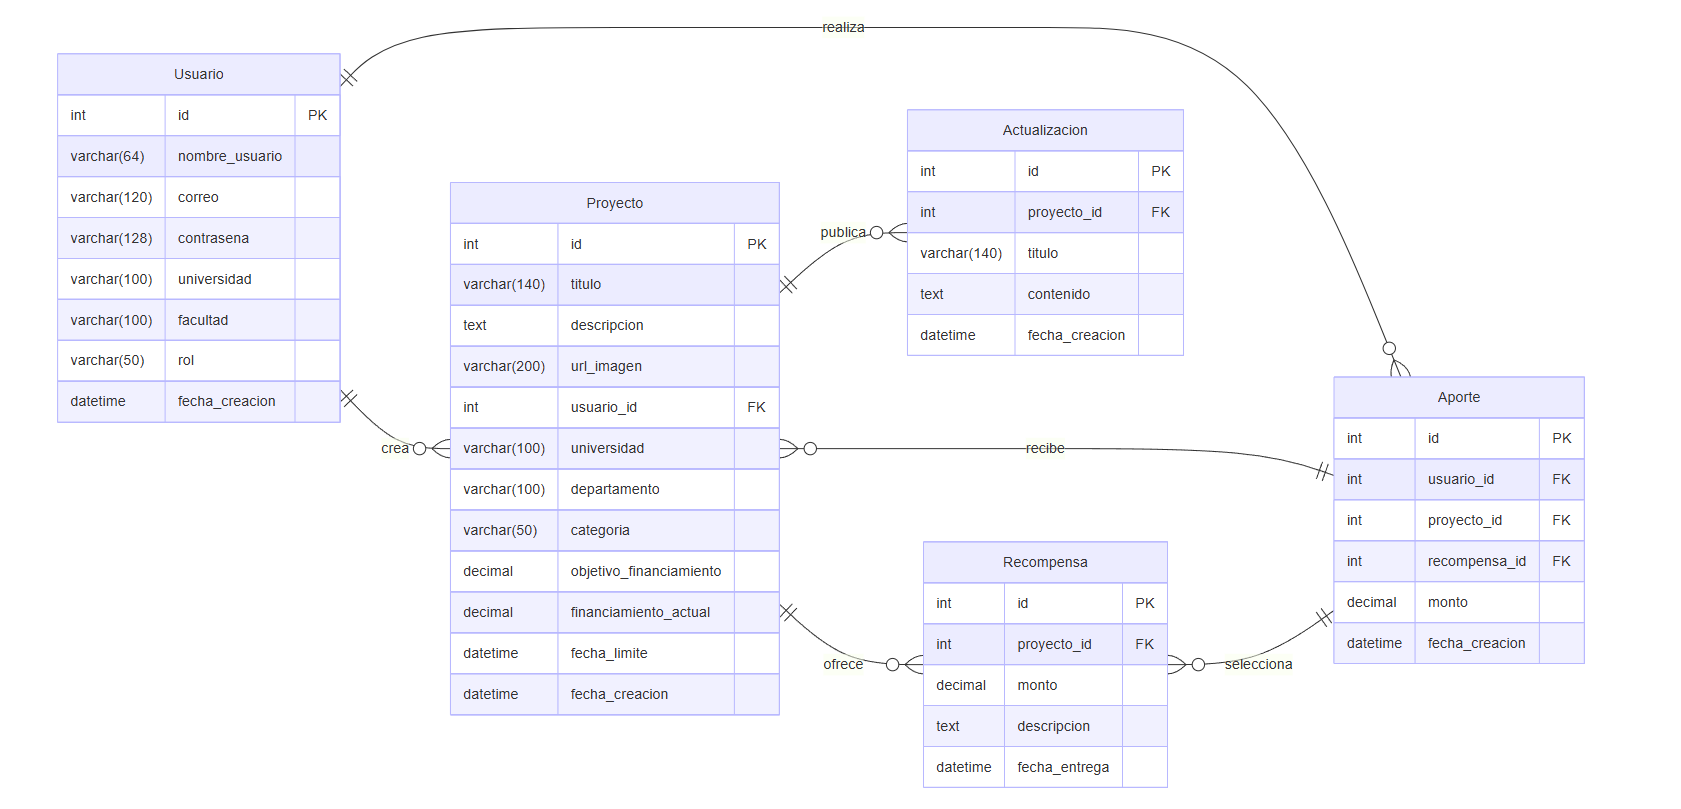 realiza
Usuario
int id PK
varchar(64) nombre_usuario
varchar(120) correo
varchar(128) contrasena
varchar(100) universidad
varchar(100) facultad
varchar(50) rol
datetime fecha_creacion
crea
Proyecto
int id PK
varchar(140) titulo
text descripcion
varchar(200) url_imagen
int usuario_id FK
varchar(100) universidad
varchar(100) departamento
varchar(50) categoria
decimal objetivo_financiamiento
decimal financiamiento_actual
datetime fecha_limite
datetime fecha_creacion
publica
Actualizacion
int id PK
int proyecto_id FK
varchar(140) titulo
text contenido
datetime fecha_creacion
recibe
ofrece
Recompensa
int id PK
int proyecto_id FK
decimal monto
text descripcion
datetime fecha_entrega
selecciona
Aporte
int id PK
int usuario_id FK
int proyecto_id FK
int recompensa_id FK
decimal monto
datetime fecha_creacion